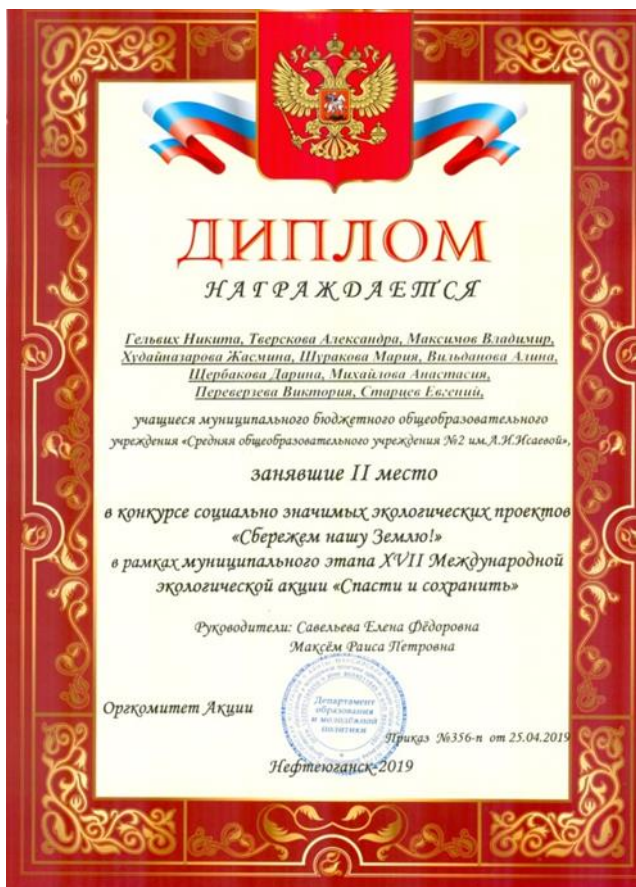 ДИПЛОМ
НАГРАЖДАЕТСЯ
Гельвих Никита, Тверскова Александра, Максимов Владимир,
Худайназарова Жасмина, Шуракова Мария, Вильданова Алина,
Щербакова Дарина, Михайлова Анастасия,
Переверзева Виктория, Старцев Евгений,
учащиеся муниципального бюджетного общеобразовательного
учреждения «Средняя общеобразовательного учреждения №2 им.А.И.Исаевой»,
занявшие II место
в конкурсе социально значимых экологических проектов
«Сбережем нашу Землю!»
в рамках муниципального этапа XVII Международной
экологической акции «Спасти и сохранить»
Руководители: Савельева Елена Фёдоровна
Максём Раиса Петровна
Департамент
образования
и молодёжной
политики
Оргкомитет Акции
Приказ №356-п от 25.04.2019
Нефтеюганск-2019